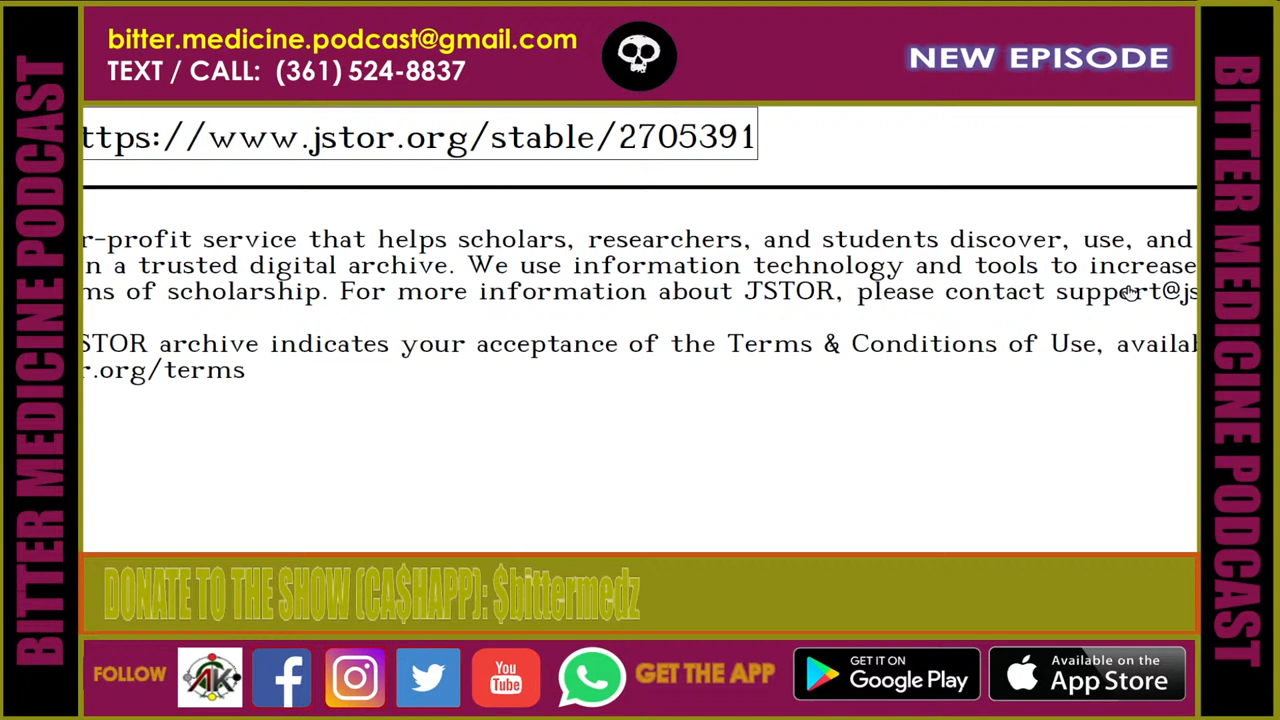 bitter.medicine.podcast@gmail.com
TEXT / CALL: (361) 524-8837
NEW EPISODE
BITTER MEDICINE PODCAST
ttps://www.jstor.org/stable/2705391
r-profit service that helps scholars, researchers, and students discover, use, and
n a trusted digital archive. We use information technology and tools to increase
ms of scholarship. For more information about JSTOR, please contact support@js
STOR archive indicates your acceptance of the Terms & Conditions of Use, availab
r.org/terms
BITTER MEDICINE PODCAST
DONATE TO THE SHOW (CA$HAPP): $bittermedz
FOLLOW
ATK
You
Tube
GET THE APP
GET IT ON
Google Play
Available on the
App Store